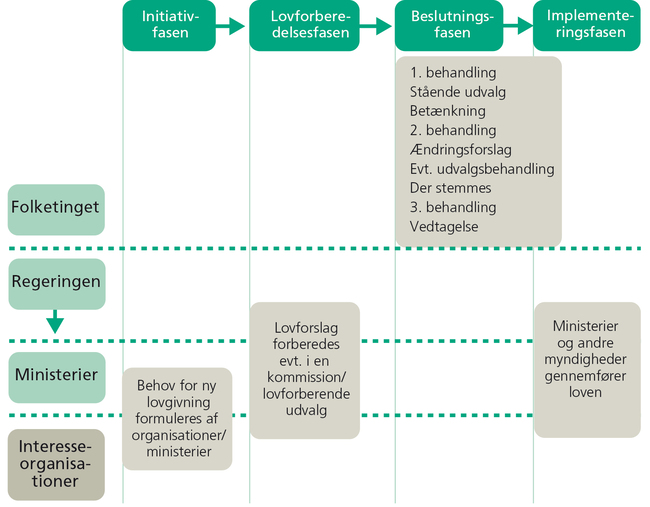 Initiativ-
fasen
Lovforbere-
delsesfasen
Beslutnings-
fasen
Implemente-
ringsfasen
1. behandling
Stående udvalg
Betænkning
2. behandling
Ændringsforslag
Evt. udvalgsbehandling
Der stemmes
3. behandling
Vedtagelse
Folketinget
Regeringen
Ministerier
Interesse-
organisa-
tioner
Behov for ny
lovgivning
formuleres af
organisationer/
ministerier
Lovforslag
forberedes
evt. i en
kommission/
lovforberende
udvalg
Ministerier
og andre
myndigheder
gennemfører
loven